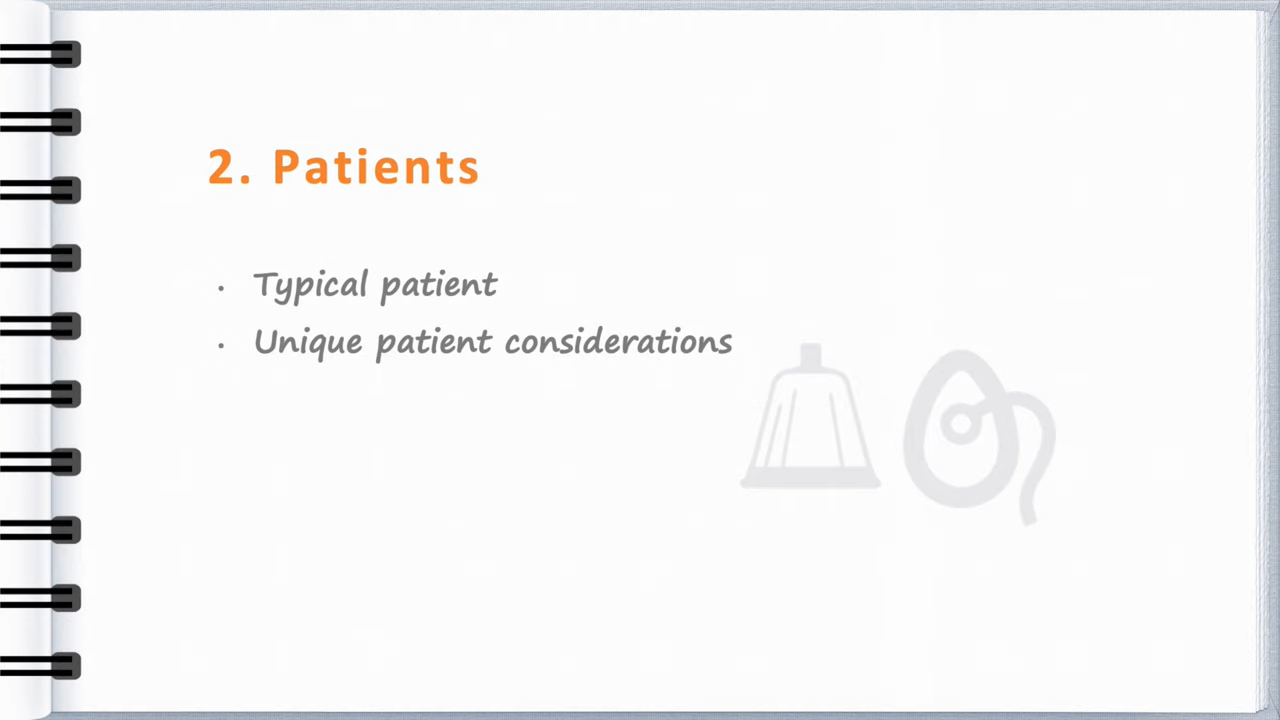 2. Patients
· Typical patient
· Unique patient considerations